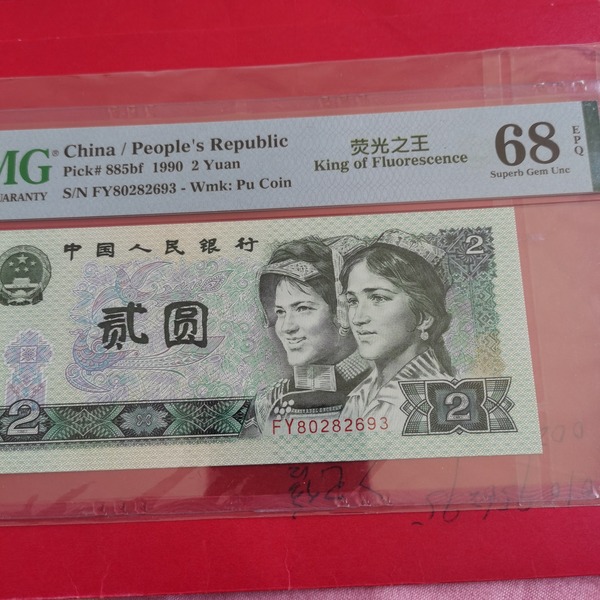 MG®
GUARANTY
China / People's Republic
Pick# 885bf 1990 2 Yuan
S/N FY80282693 - Wmk: Pu Coin
荧光之王
King of Fluorescence
68
EPQ
Superb Gem Unc
中国人民银行
贰圆
2
2
FY80282693
2